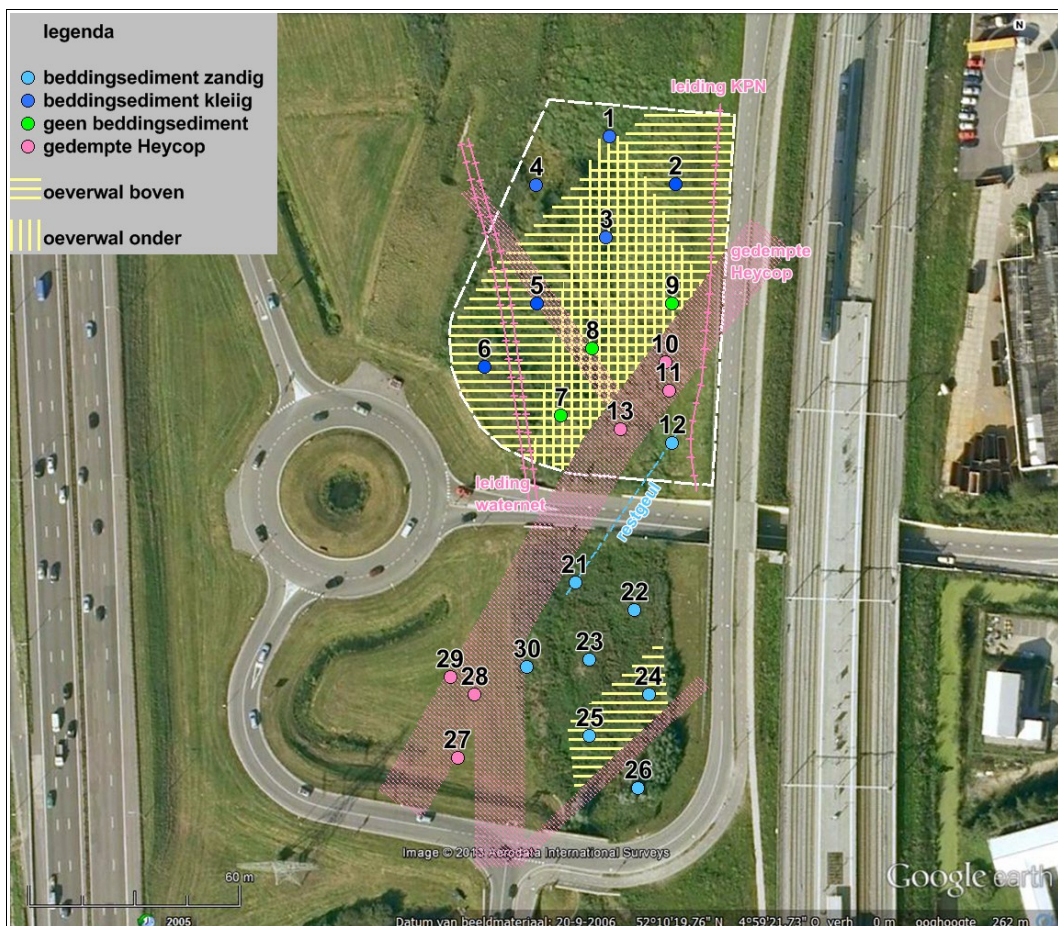 legenda
beddingsediment zandig
beddingsediment kleiig
geen beddingsediment
gedempte Heycop
oeverwal boven
oeverwal onder
N
leiding KPN
1
2
4
3
gedempte
Heycop
5
9
8
6
10
11
7
13
12
leiding
waternet
restgeul
21
22
23
30
29
28
24
25
27
26
Image © 2013 Aerodata International Surveys
Google earth
60 m
2005
Datum van beeldmateriaal: 20-9-2006 52°10'19,76" N 4°59'21,73" O verh 0 m ooghoogte 262 m